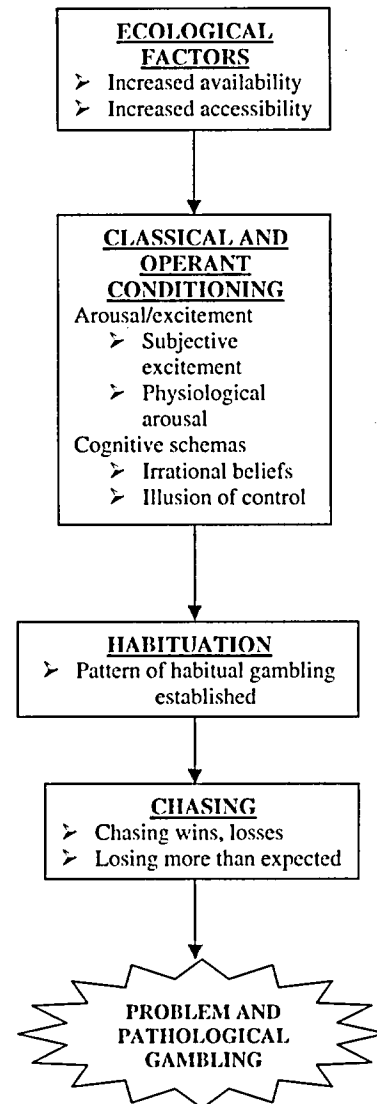 ECOLOGICAL
FACTORS
➤ Increased availability
➤ Increased accessibility
CLASSICAL AND
OPERANT
CONDITIONING
Arousal/excitement
➤ Subjective
excitement
➤ Physiological
arousal
Cognitive schemas
➤ Irrational beliefs
➤ Illusion of control
HABITUATION
➤ Pattern of habitual gambling
established
CHASING
➤ Chasing wins, losses
➤ Losing more than expected
PROBLEM AND
PATHOLOGICAL
GAMBLING